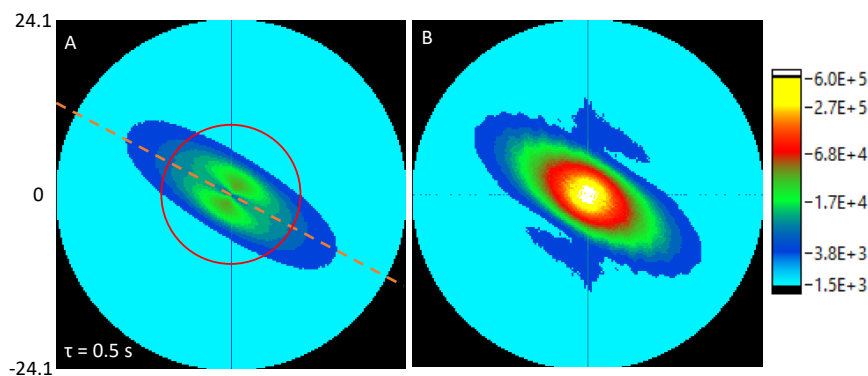 24.1
A
B
0
τ = 0.5 s
-24.1
6.0E+5
2.7E+5
6.8E+4
1.7E+4
3.8E+3
1.5E+3